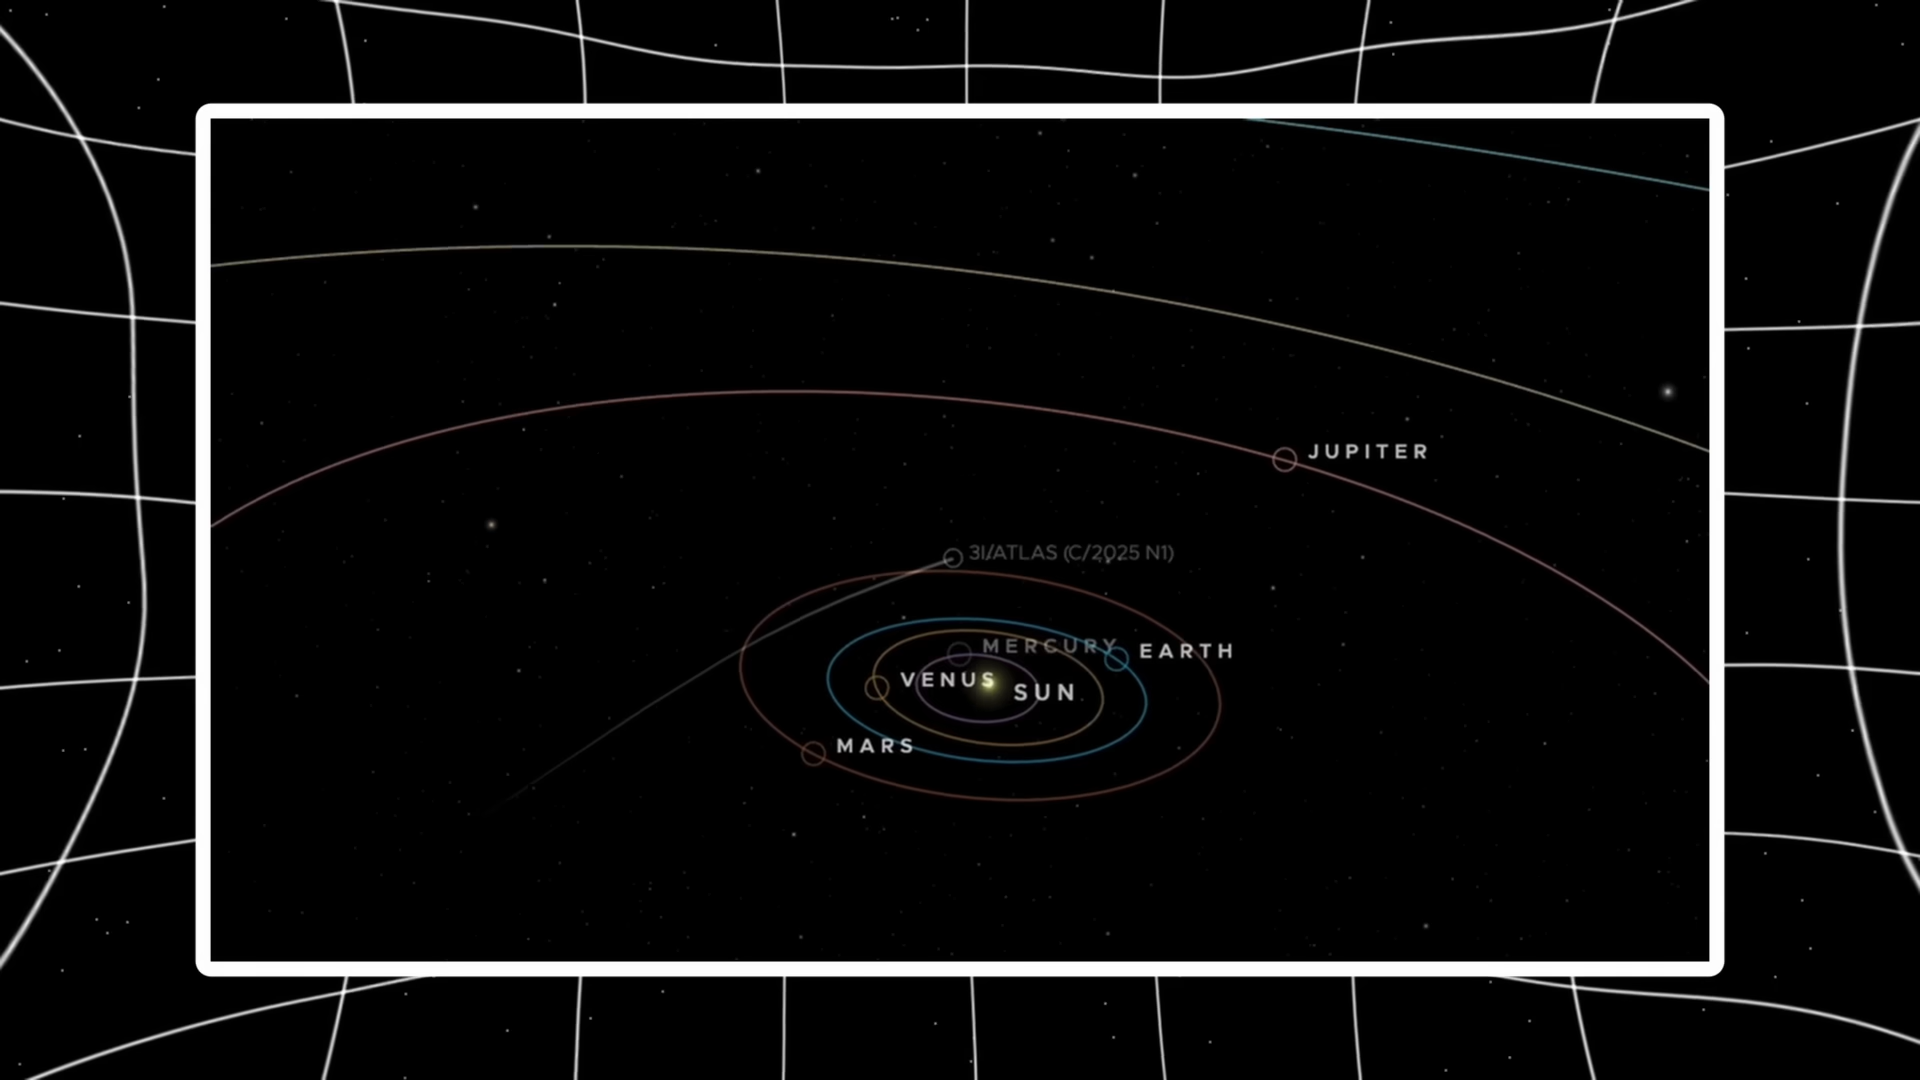 JUPITER
3I/ATLAS (C/2025 N1)
MERCURY
EARTH
VENUS
SUN
MARS